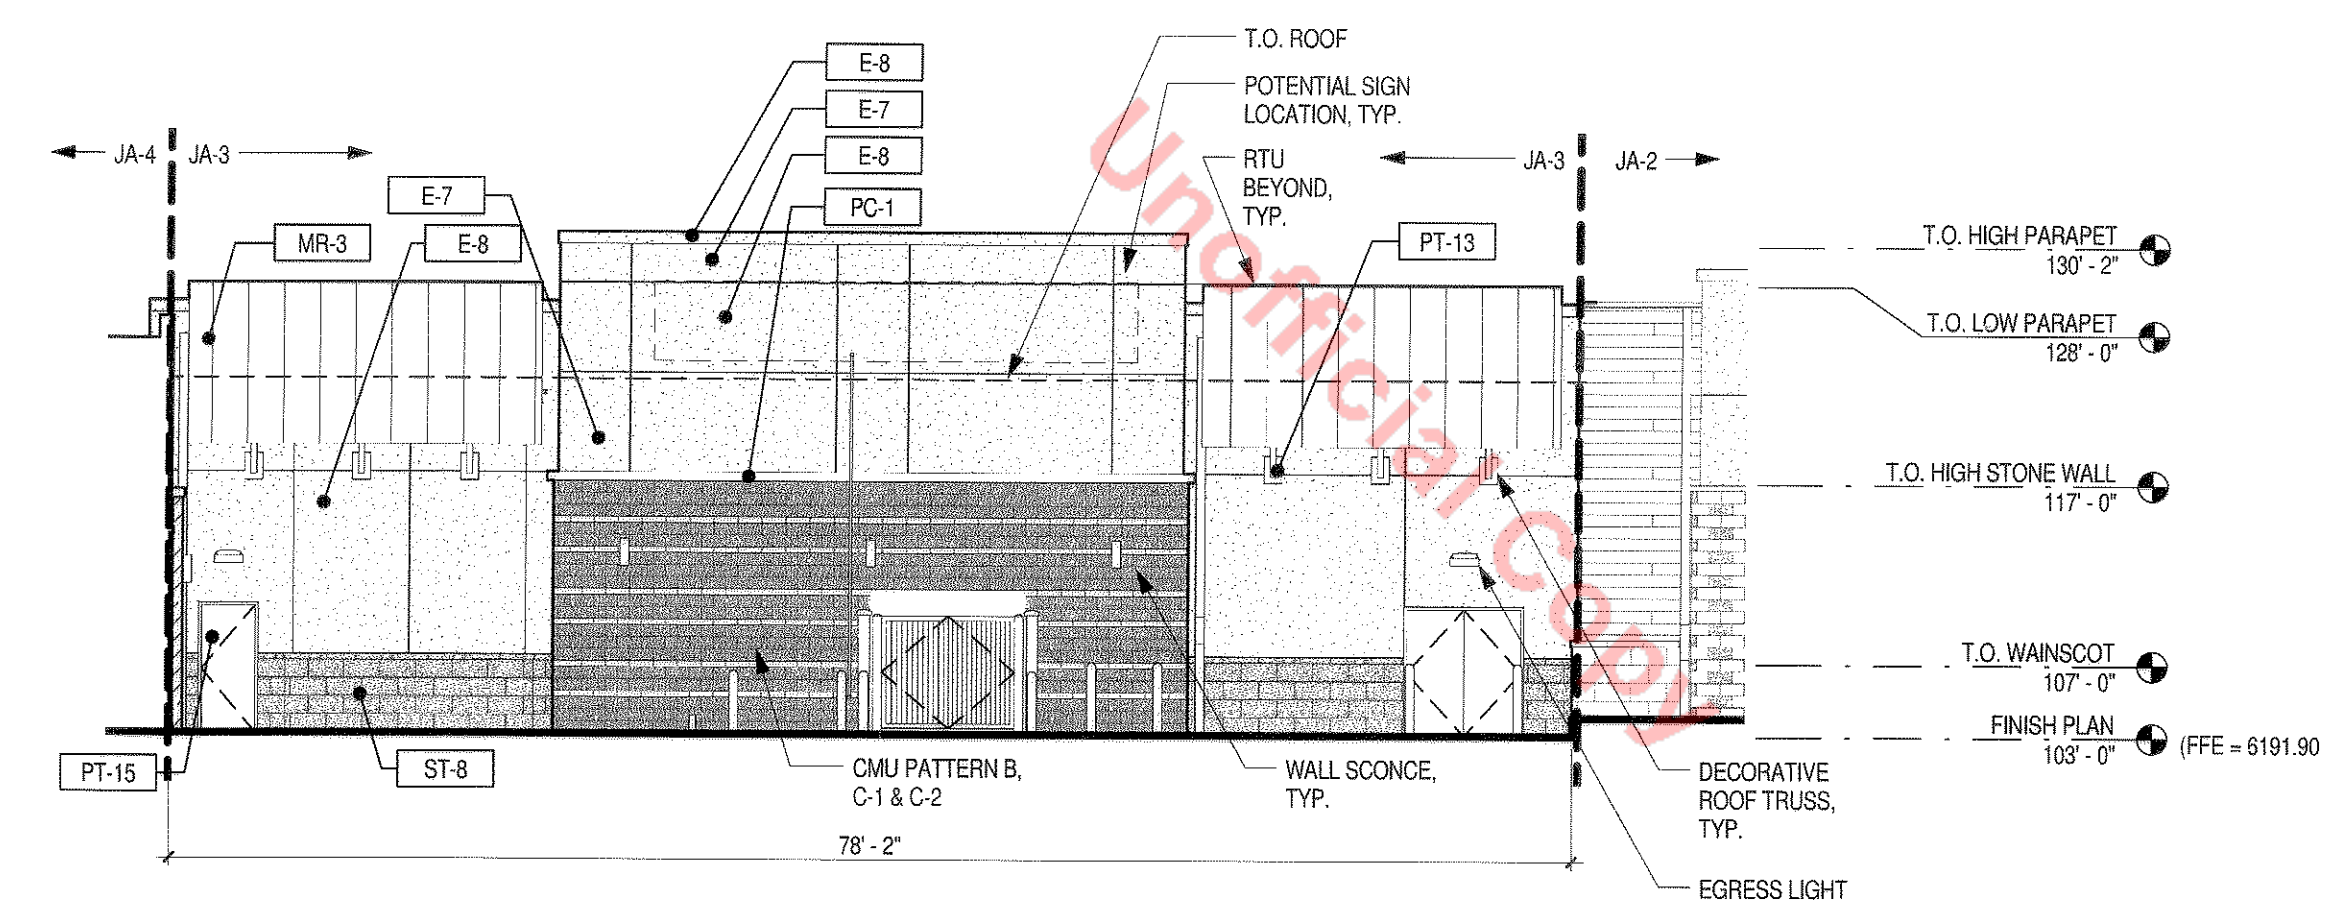 T.O. ROOF
E-8
POTENTIAL SIGN
LOCATION, TYP.
E-7
E-8
JA-4
JA-3
RTU
BEYOND,
TYP.
JA-3
JA-2
E-7
PC-1
MR-3
E-8
PT-13
T.O. HIGH PARAPET
130' - 2"
T.O. LOW PARAPET
128' - 0"
T.O. HIGH STONE WALL
117' - 0"
T.O. WAINSCOT
107' - 0"
FINISH PLAN
103' - 0"
(FFE = 6191.90
PT-15
ST-8
CMU PATTERN B,
C-1 & C-2
WALL SCONCE,
TYP.
DECORATIVE
ROOF TRUSS,
TYP.
78' - 2"
EGRESS LIGHT
Unofficial Copy